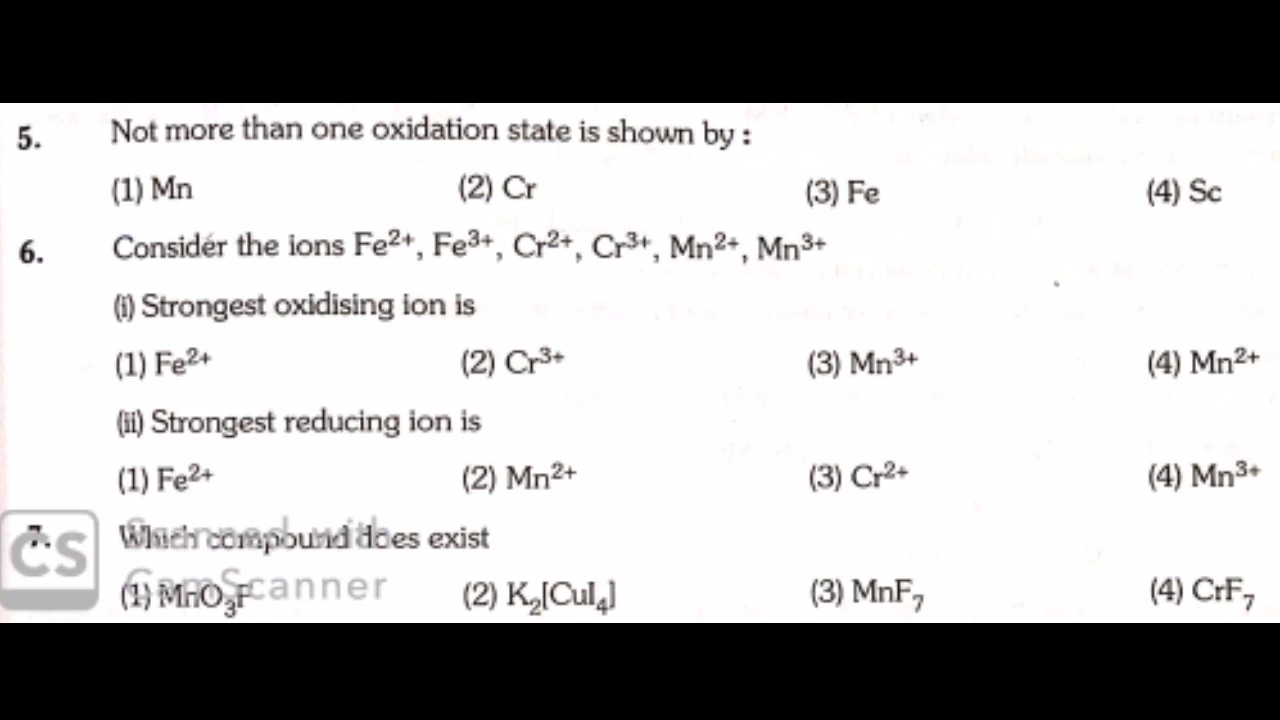 5. Not more than one oxidation state is shown by :
(1) Mn (2) Cr (3) Fe (4) Sc
6. Considér the ions Fe²⁺, Fe³⁺, Cr²⁺, Cr³⁺, Mn²⁺, Mn³⁺
(i) Strongest oxidising ion is
(1) Fe²⁺ (2) Cr³⁺ (3) Mn³⁺ (4) Mn²⁺
(ii) Strongest reducing ion is
(1) Fe²⁺ (2) Mn²⁺ (3) Cr²⁺ (4) Mn³⁺
7. Which compound does exist
(1) MnO₃F (2) K₂[CuI₄] (3) MnF₇ (4) CrF₇
CS
Scanned with
CamScanner